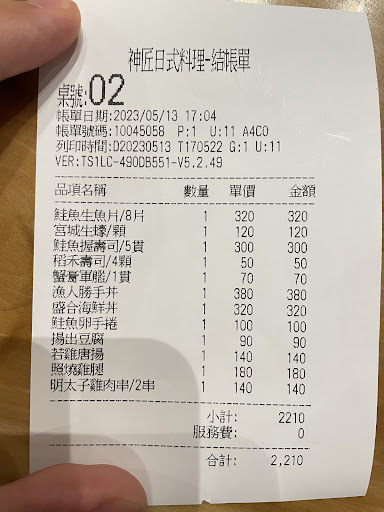 神匠日式料理-結帳單
桌號:02
帳單日期:2023/05/13 17:04
帳單號碼:10045058 P:1 U:11 A4C0
列印時間:D20230513 T170522 G:1 U:11
VER:TS1LC-490DB551-V5.2.49
品項名稱 數量 單價 金額
鮭魚生魚片/8片 1 320 320
宮城生蠔/顆 1 120 120
鮭魚握壽司/5貫 1 300 300
稻禾壽司/4顆 1 50 50
蟹膏軍艦/1貫 1 70 70
漁人勝手丼 1 380 380
盛合海鮮丼 1 320 320
鮭魚卵手捲 1 100 100
揚出豆腐 1 90 90
若雞唐揚 1 140 140
照燒雞腿 1 180 180
明太子雞肉串/2串 1 140 140
小計: 2210
服務費: 0
合計: 2,210